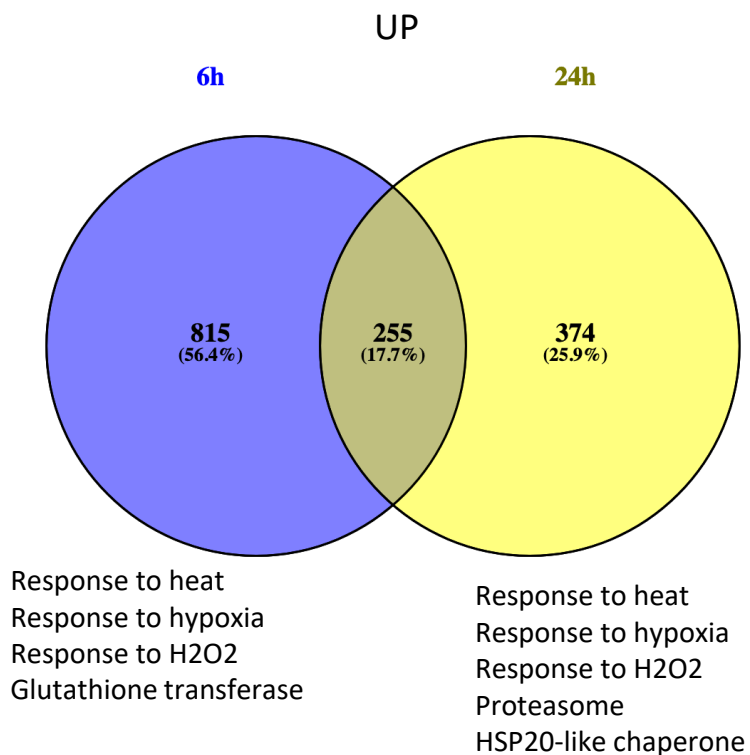 UP
6h
24h
815
(56.4%)
255
(17.7%)
374
(25.9%)
Response to heat
Response to hypoxia
Response to H2O2
Glutathione transferase
Response to heat
Response to hypoxia
Response to H2O2
Proteasome
HSP20-like chaperone